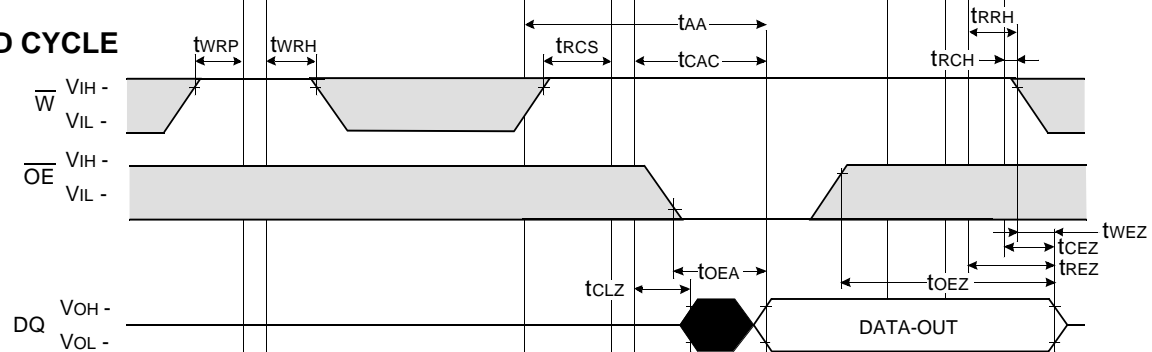 tRRH
tAA
D CYCLE
tWRP
tWRH
tRCS
tCAC
tRCH
W
VIH -
VIL -
OE
VIH -
VIL -
tWEZ
tCEZ
tREZ
tOEA
tOEZ
tCLZ
DQ
VOH -
VOL -
DATA-OUT